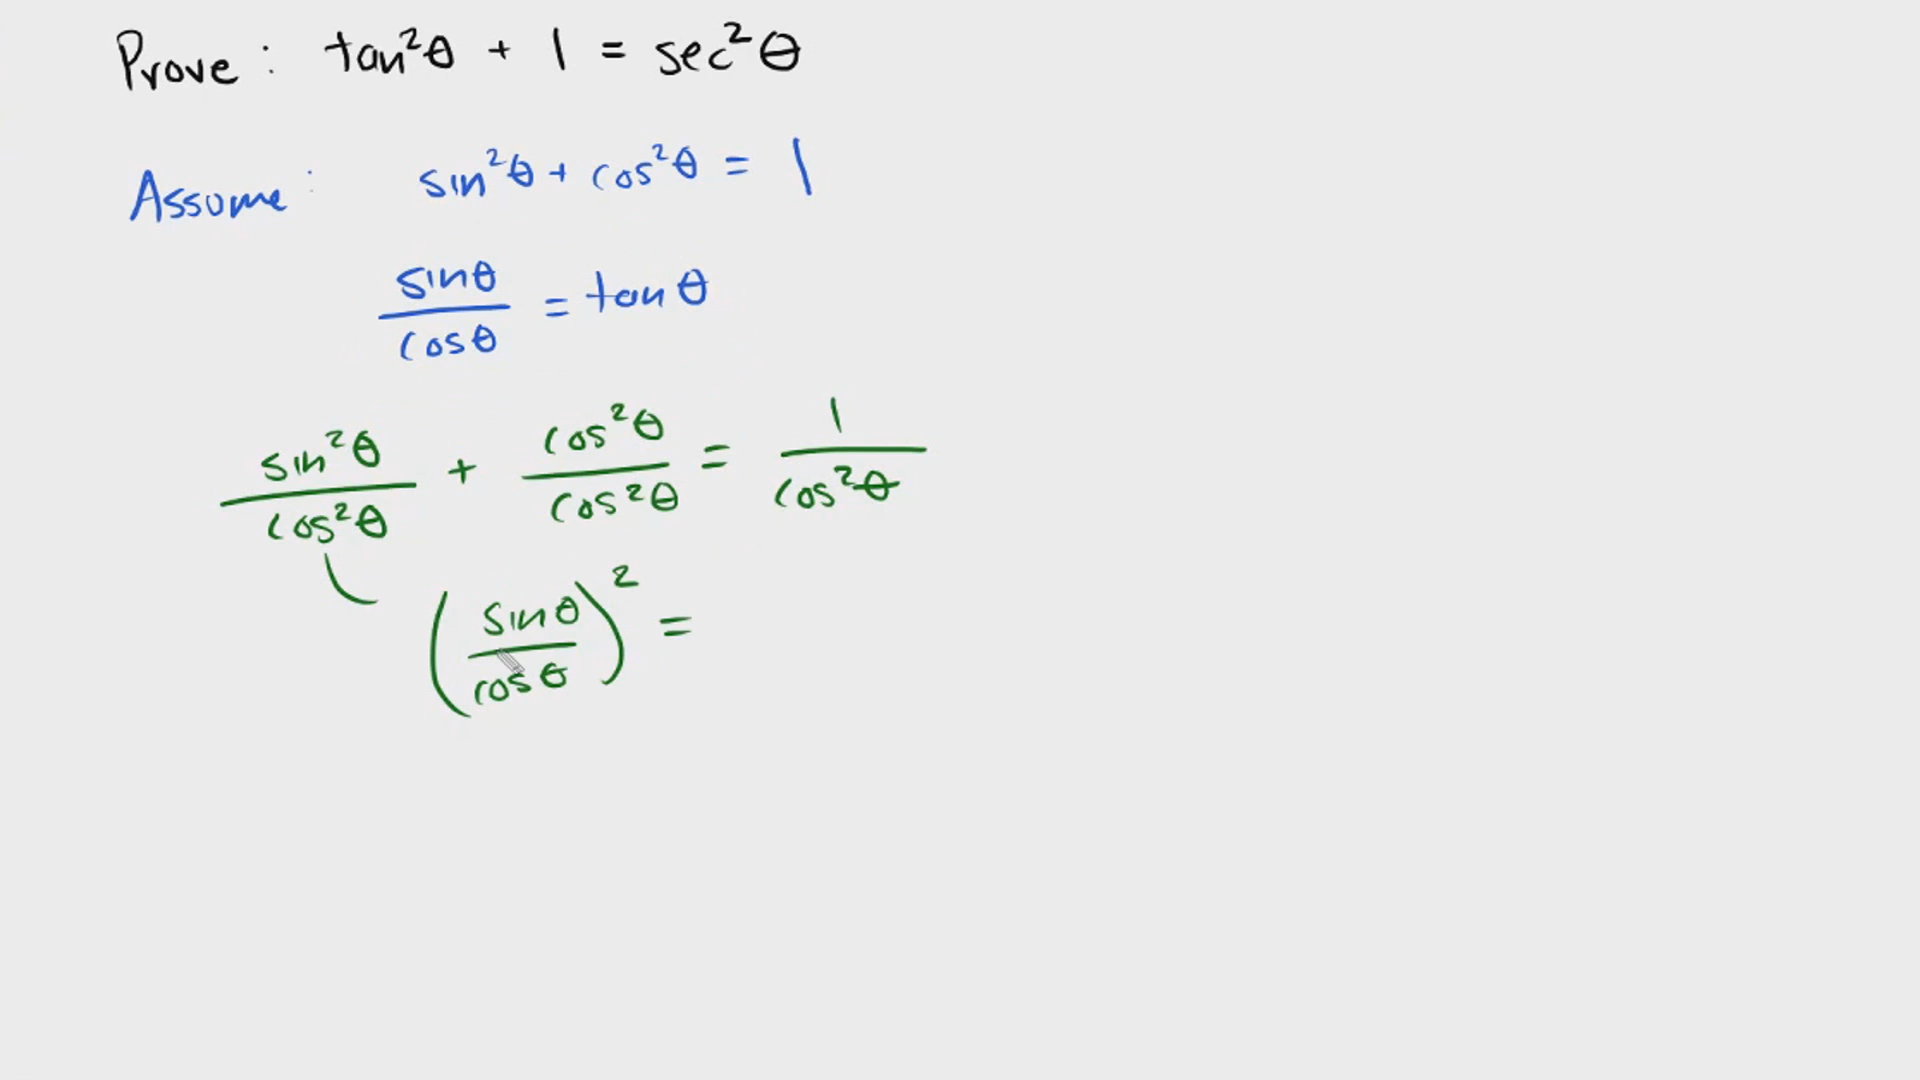 Prove : tan²θ + 1 = sec²θ
Assume : sin²θ + cos²θ = 1
sinθ/cosθ = tanθ
sin²θ/cos²θ + cos²θ/cos²θ = 1/cos²θ
(sinθ/cosθ)² =